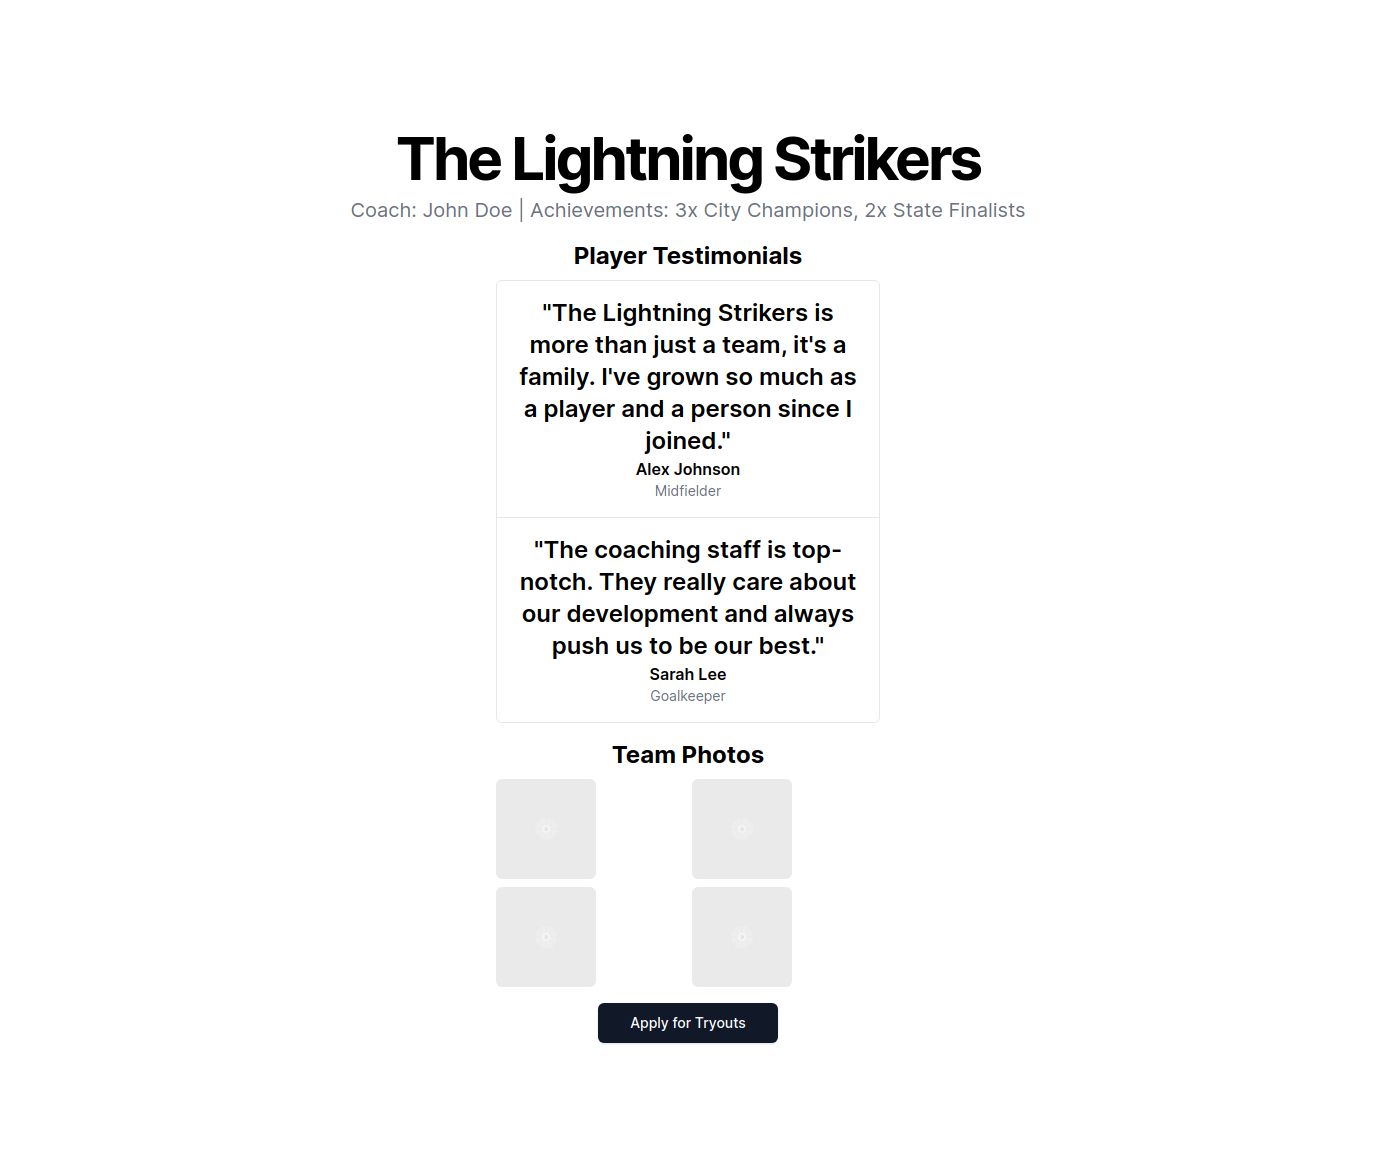 The Lightning Strikers
Coach: John Doe | Achievements: 3x City Champions, 2x State Finalists
Player Testimonials
"The Lightning Strikers is
more than just a team, it's a
family. I've grown so much as
a player and a person since I
joined."
Alex Johnson
Midfielder
"The coaching staff is top-
notch. They really care about
our development and always
push us to be our best."
Sarah Lee
Goalkeeper
Team Photos
Apply for Tryouts